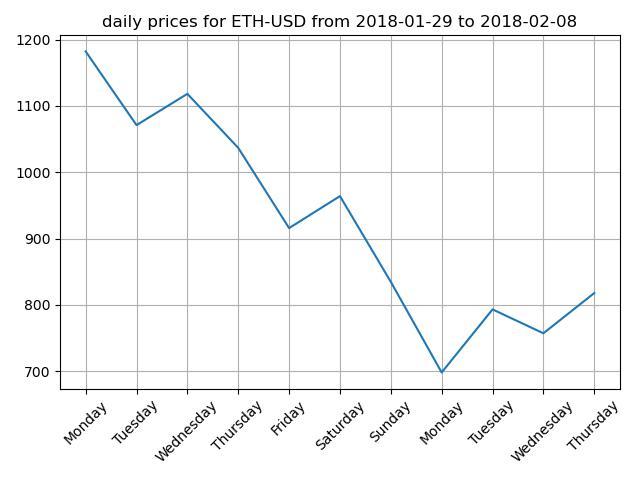 daily prices for ETH-USD from 2018-01-29 to 2018-02-08
1200
1100
1000
900
800
700
Monday
Tuesday
Wednesday
Thursday
Friday
Saturday
Sunday
Monday
Tuesday
Wednesday
Thursday